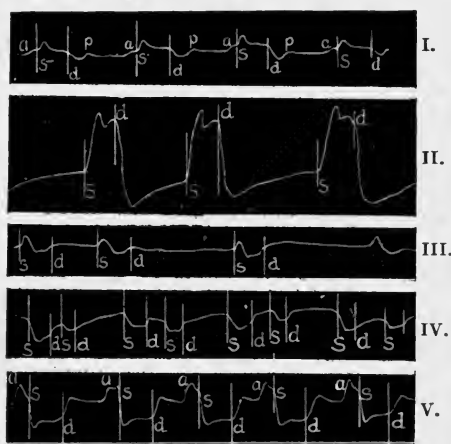 a s d p a s d p a s d p c s d I.
s d s d s d II.
s d s d s d III.
s d s d s d s d s d s d s d s IV.
a s d a s d a s d a s d a s d V.